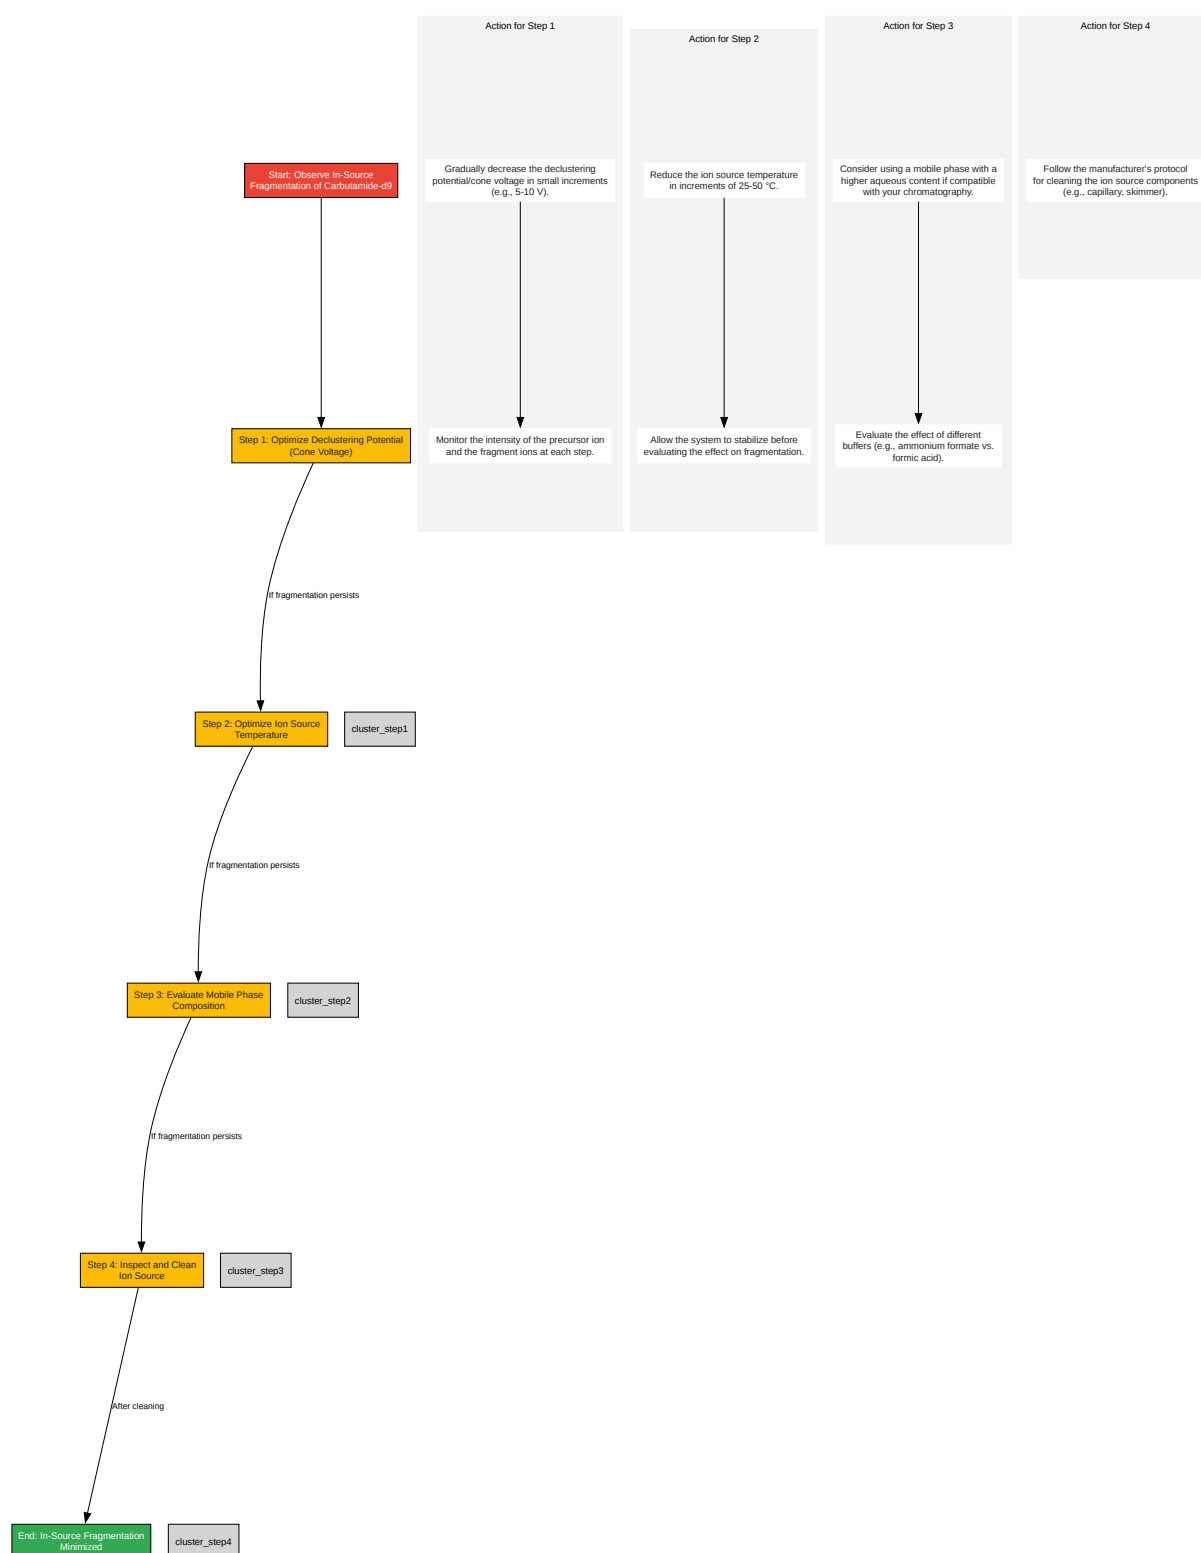 Action for Step 1
Action for Step 2
Action for Step 3
Action for Step 4
Start: Observe In-Source
Fragmentation of Carbutamide-d9
Gradually decrease the declustering
potential/cone voltage in small increments
(e.g., 5-10 V).
Reduce the ion source temperature
in increments of 25-50 °C.
Consider using a mobile phase with a
higher aqueous content if compatible
with your chromatography.
Follow the manufacturer's protocol
for cleaning the ion source components
(e.g., capillary, skimmer).
Step 1: Optimize Declustering Potential
(Cone Voltage)
Monitor the intensity of the precursor ion
and the fragment ions at each step.
Allow the system to stabilize before
evaluating the effect on fragmentation.
Evaluate the effect of different
buffers (e.g., ammonium formate vs.
formic acid).
If fragmentation persists
Step 2: Optimize Ion Source
Temperature
cluster_step1
If fragmentation persists
Step 3: Evaluate Mobile Phase
Composition
cluster_step2
If fragmentation persists
Step 4: Inspect and Clean
Ion Source
cluster_step3
After cleaning
End: In-Source Fragmentation
Minimized
cluster_step4